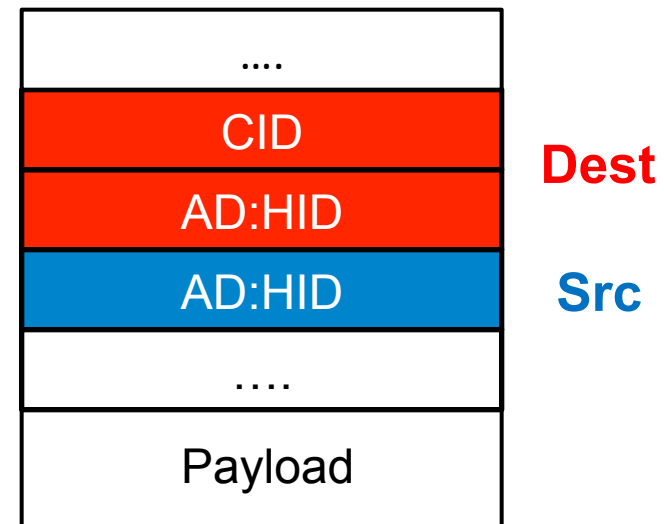 ....
CID
Dest
AD:HID
AD:HID
Src
....
Payload